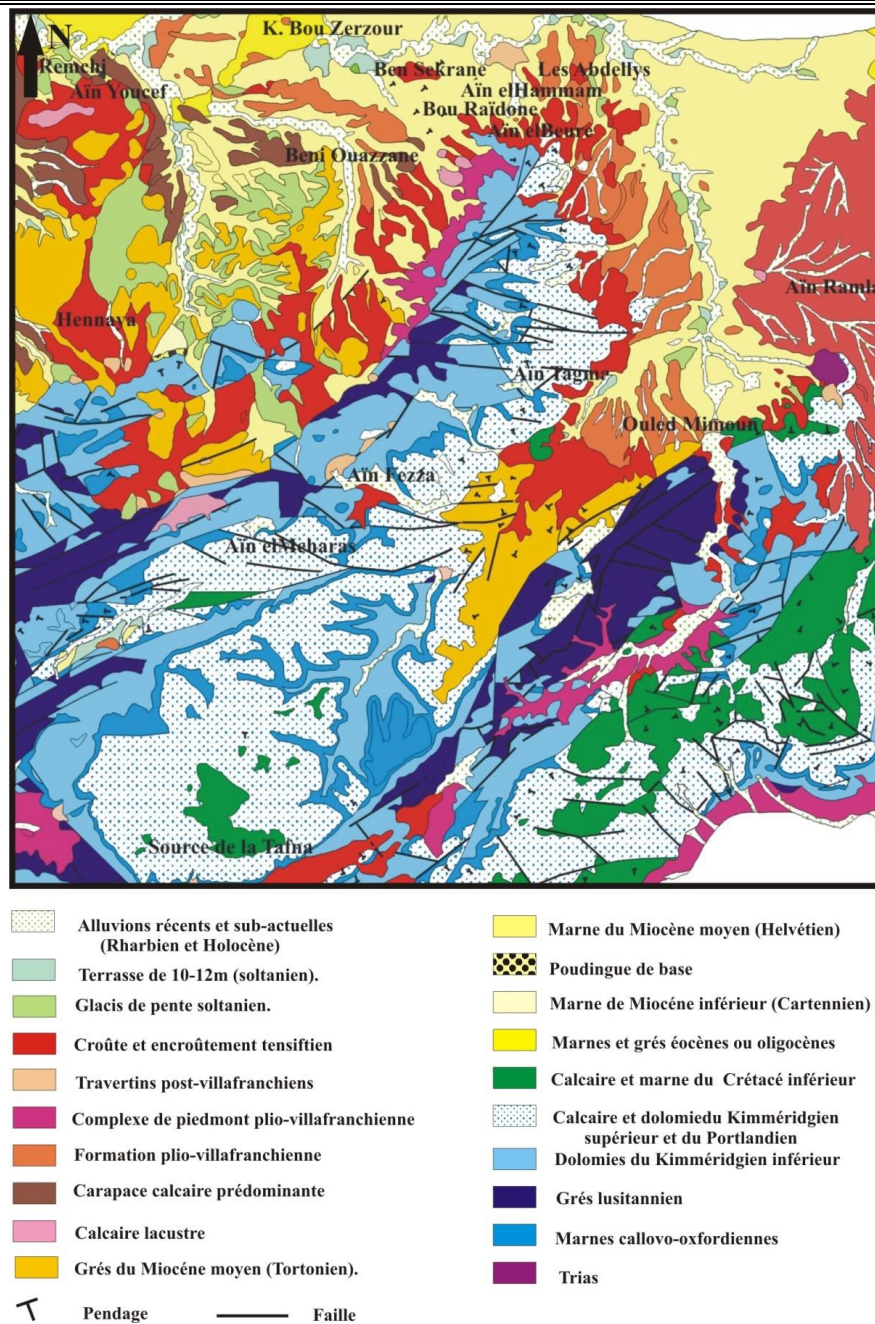 N
K. Bou Zerzour
Remchi
Ben Sekrane
Les Abdellys
Aïn Youcef
Aïn elHammam
Bou Raïdone
Aïn elBeure
Beni Ouazzane
Aïn Ramla
Hennaya
Aïn Tagma
Ouled Mimoun
Aïn Fezza
Aïn elMeharas
Source de la Tafna
Alluvions récents et sub-actuelles
(Rharbien et Holocène)
Terrasse de 10-12m (soltanien).
Glacis de pente soltanien.
Croûte et encroûtement tensiftien
Travertins post-villafranchiens
Complexe de piedmont plio-villafranchienne
Formation plio-villafranchienne
Carapace calcaire prédominante
Calcaire lacustre
Grés du Miocéne moyen (Tortonien).
Pendage
Faille
Marne du Miocène moyen (Helvétien)
Poudingue de base
Marne de Miocéne inférieur (Cartennien)
Marnes et grés éocènes ou oligocènes
Calcaire et marne du Crétacé inférieur
Calcaire et dolomiedu Kimméridgien
supérieur et du Portlandien
Dolomies du Kimméridgien inférieur
Grés lusitannien
Marnes callovo-oxfordiennes
Trias